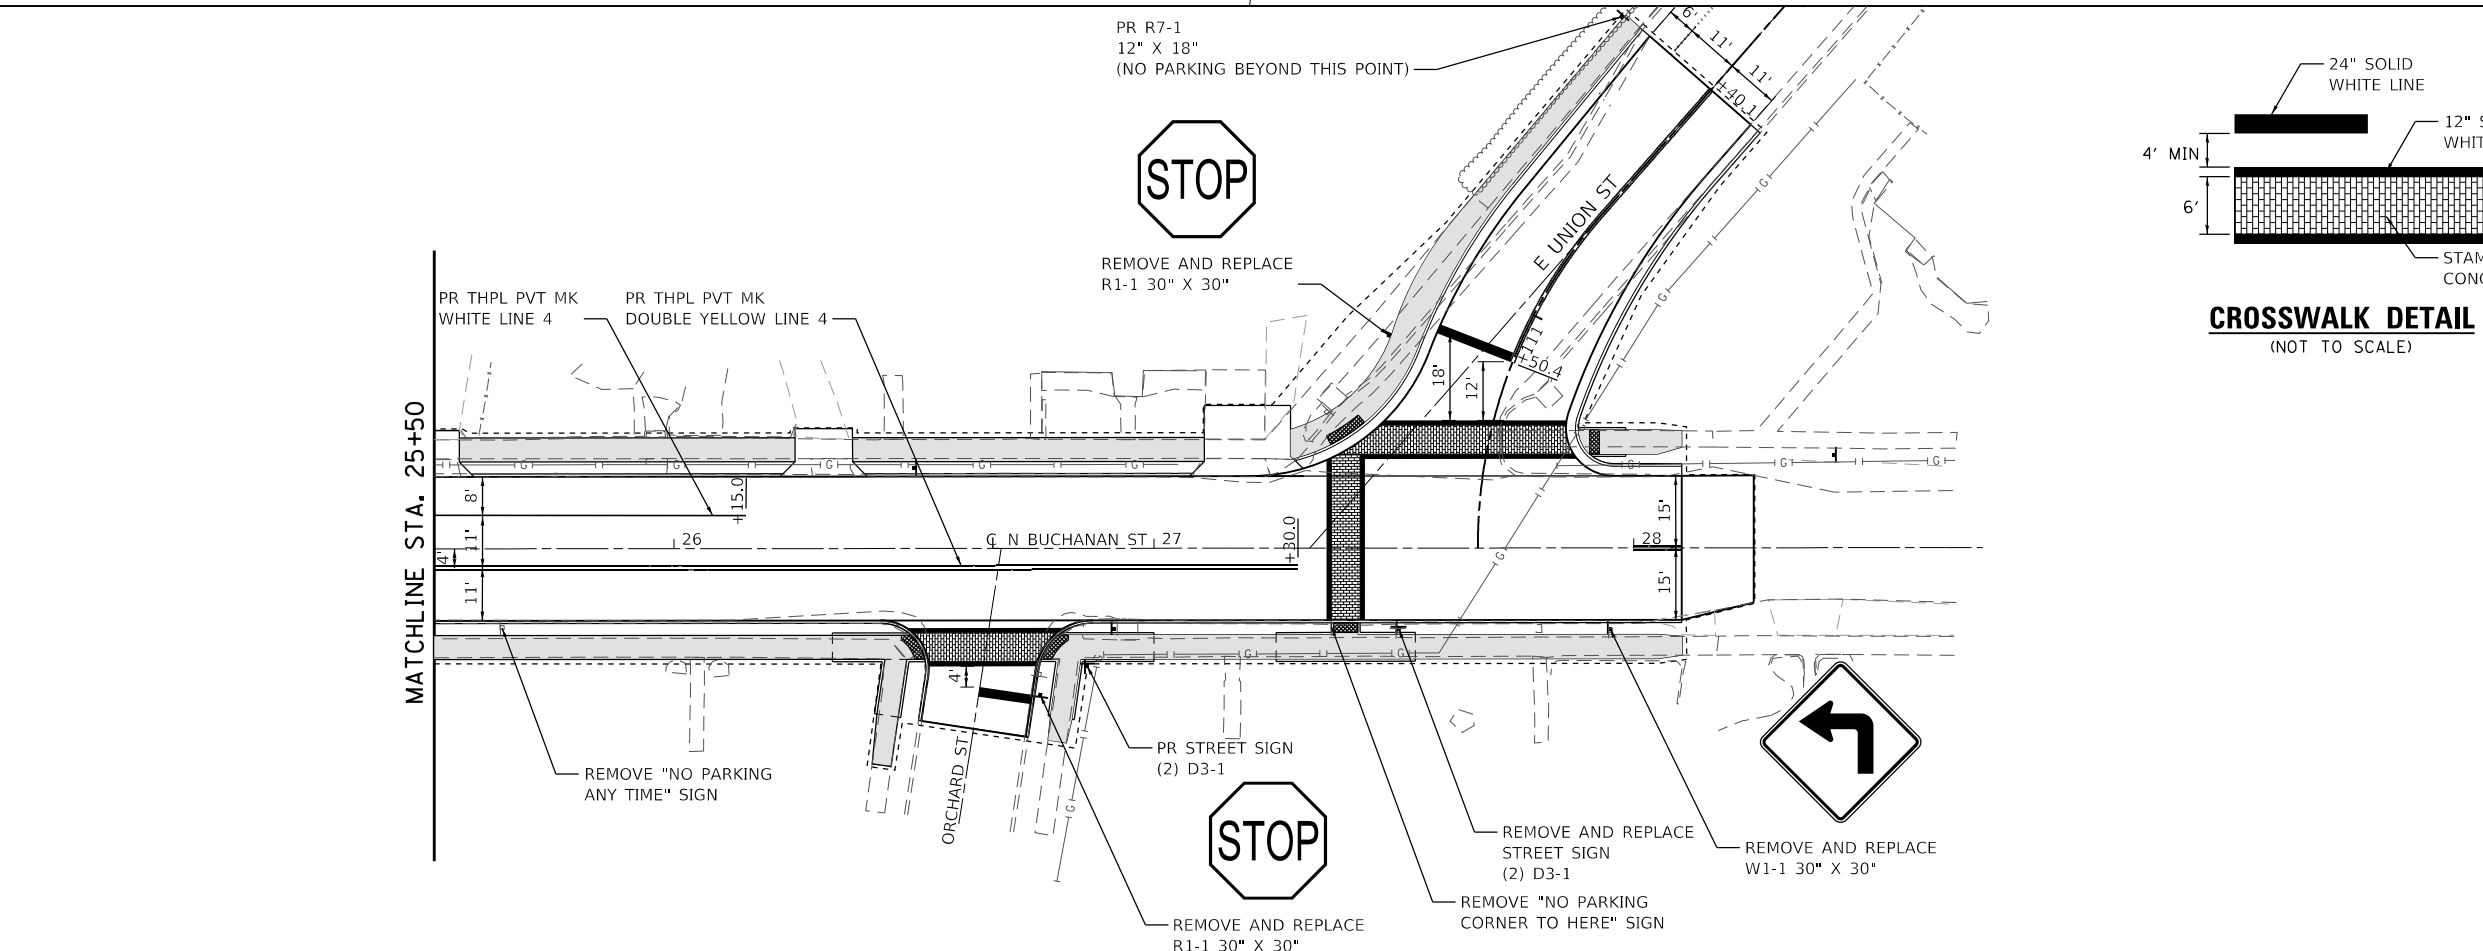 PR R7-1
12" X 18"
(NO PARKING BEYOND THIS POINT)
6'
11'
11'
+40.1
STOP
REMOVE AND REPLACE
R1-1 30" X 30"
E UNION ST
24" SOLID
WHITE LINE
4' MIN
6'
CROSSWALK DETAIL
(NOT TO SCALE)
MATCHLINE STA. 25+50
PR THPL PVT MK
WHITE LINE 4
PR THPL PVT MK
DOUBLE YELLOW LINE 4
18'
12'
+111
+50.4
8'
11'
4'
11'
+15.0
26
N BUCHANAN ST
27
+30.0
28
15'
15'
G
G
G
G
G
G
G
G
G
G
G
G
G
G
4'
ORCHARD ST
REMOVE "NO PARKING
ANY TIME" SIGN
PR STREET SIGN
(2) D3-1
STOP
REMOVE AND REPLACE
R1-1 30" X 30"
REMOVE AND REPLACE
STREET SIGN
(2) D3-1
REMOVE "NO PARKING
CORNER TO HERE" SIGN
REMOVE AND REPLACE
W1-1 30" X 30"